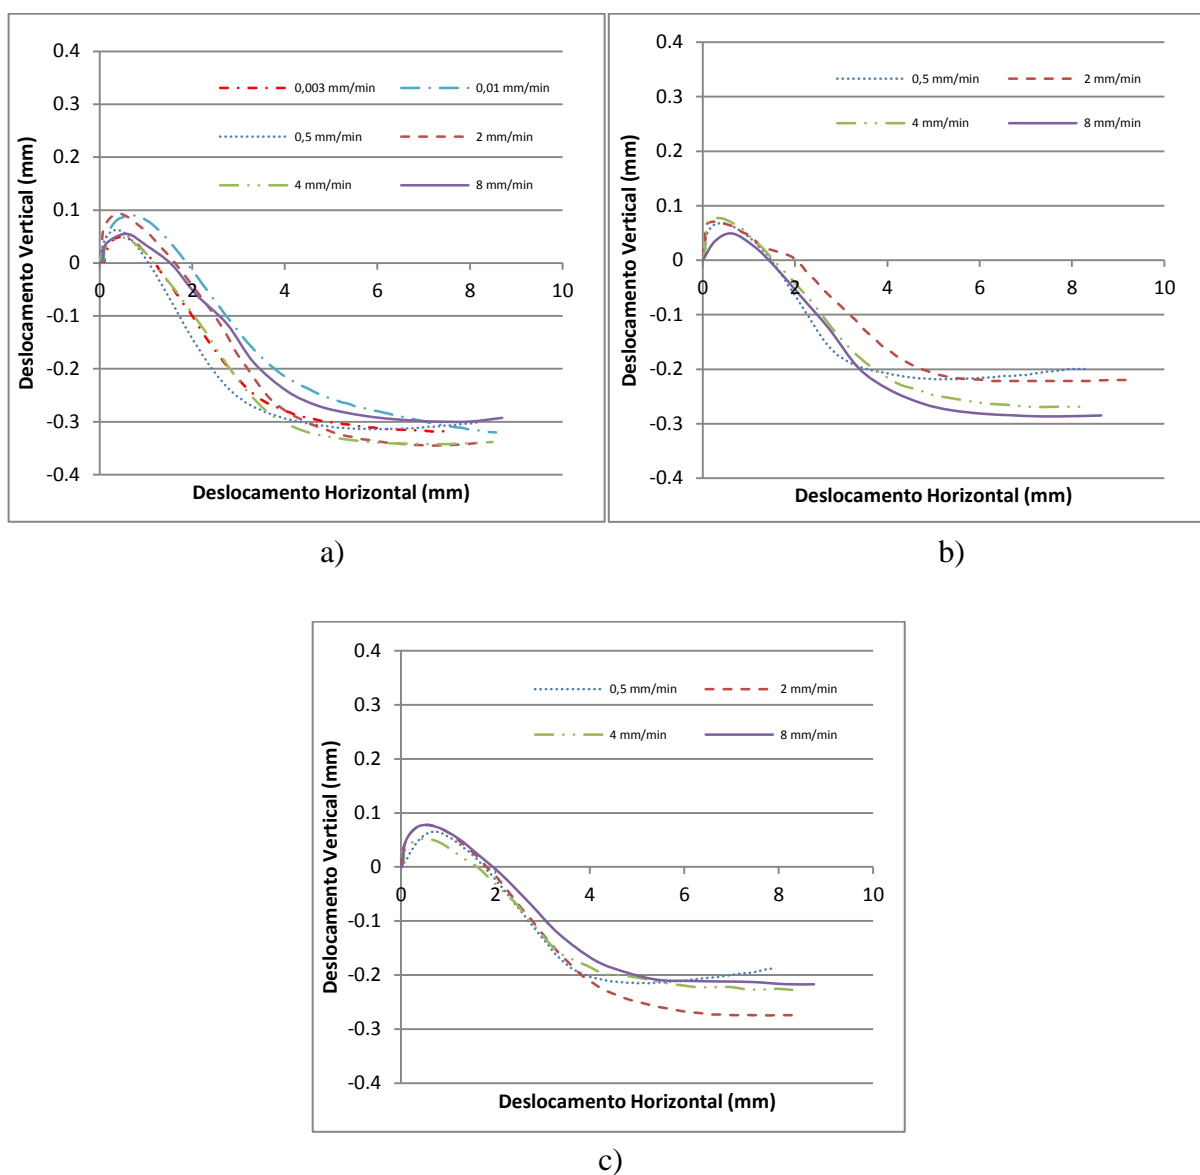 0.4
0.3
0.2
0.1
0
-0.1
-0.2
-0.3
-0.4
0 2 4 6 8 10
Deslocamento Vertical (mm)
Deslocamento Horizontal (mm)
0,003 mm/min 0,01 mm/min
0,5 mm/min 2 mm/min
4 mm/min 8 mm/min
a)
0.4
0.3
0.2
0.1
0
-0.1
-0.2
-0.3
-0.4
0 2 4 6 8 10
Deslocamento Vertical (mm)
Deslocamento Horizontal (mm)
0,5 mm/min 2 mm/min
4 mm/min 8 mm/min
b)
0.4
0.3
0.2
0.1
0
-0.1
-0.2
-0.3
-0.4
0 2 4 6 8 10
Deslocamento Vertical (mm)
Deslocamento Horizontal (mm)
0,5 mm/min 2 mm/min
4 mm/min 8 mm/min
c)